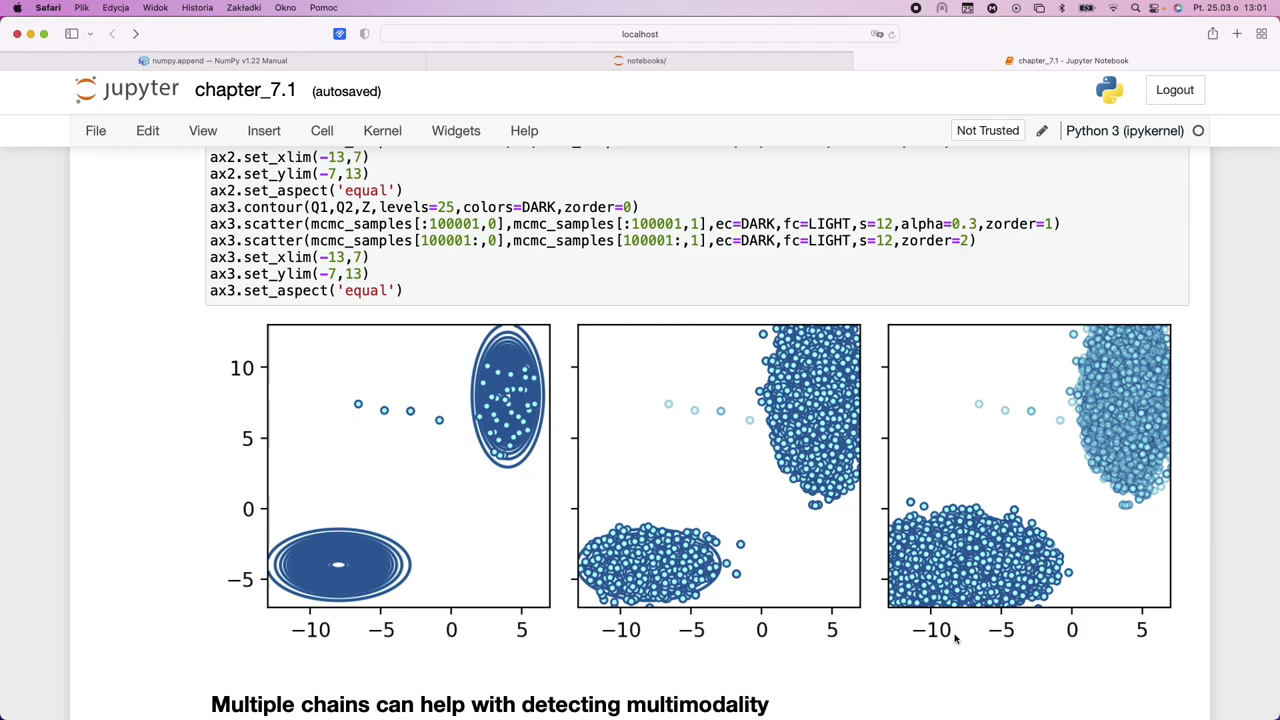 Safari Plik Edycja Widok Historia Zakładki Okno Pomoc 25 Pt. 25.03 o 13:01
localhost
numpy.append — NumPy v1.22 Manual notebooks/ chapter_7.1 - Jupyter Notebook
jupyter chapter_7.1 (autosaved) Logout
File Edit View Insert Cell Kernel Widgets Help Not Trusted Python 3 (ipykernel)
ax2.set_xlim(-13,7)
ax2.set_ylim(-7,13)
ax2.set_aspect('equal')
ax3.contour(Q1,Q2,Z,levels=25,colors=DARK,zorder=0)
ax3.scatter(mcmc_samples[:100001,0],mcmc_samples[:100001,1],ec=DARK,fc=LIGHT,s=12,alpha=0.3,zorder=1)
ax3.scatter(mcmc_samples[100001:,0],mcmc_samples[100001:,1],ec=DARK,fc=LIGHT,s=12,zorder=2)
ax3.set_xlim(-13,7)
ax3.set_ylim(-7,13)
ax3.set_aspect('equal')
10
5
0
−5
−10 −5 0 5 −10 −5 0 5 −10 −5 0 5
Multiple chains can help with detecting multimodality